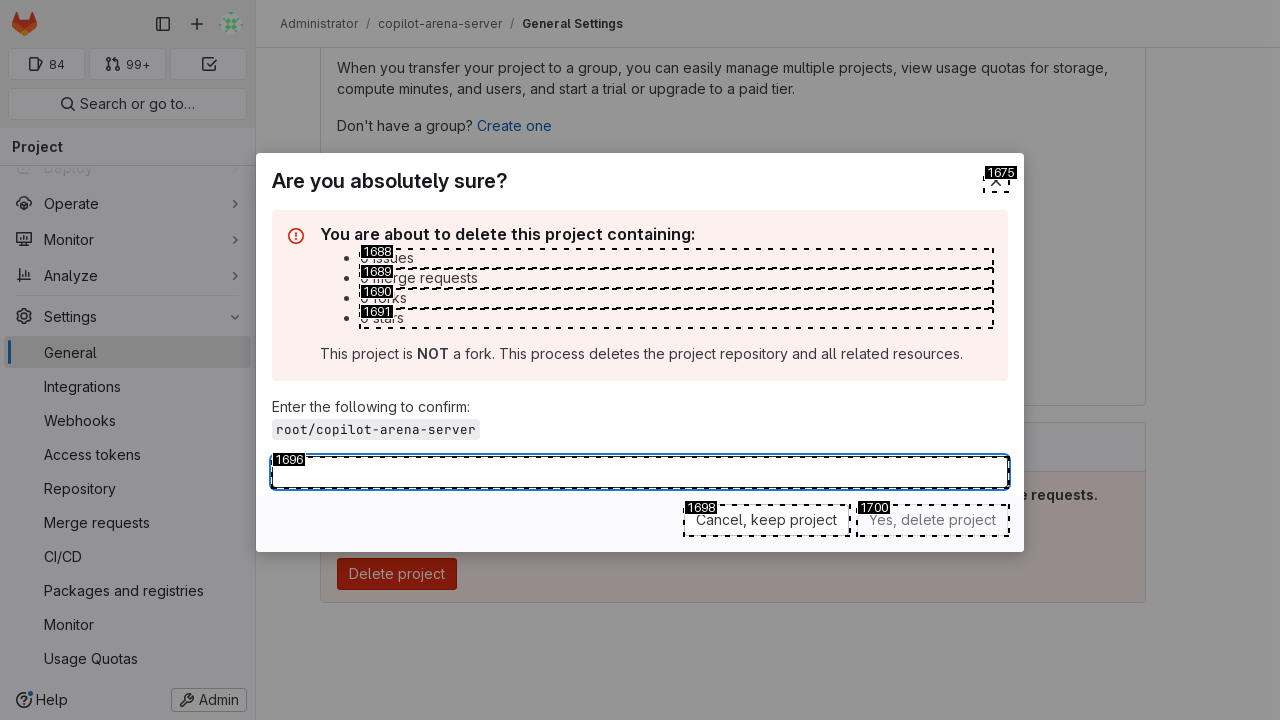 84
99+
Search or go to…
Project
Deploy
Operate
Monitor
Analyze
Settings
General
Integrations
Webhooks
Access tokens
Repository
Merge requests
CI/CD
Packages and registries
Monitor
Usage Quotas
Help
Admin
Administrator / copilot-arena-server / General Settings
When you transfer your project to a group, you can easily manage multiple projects, view usage quotas for storage,
compute minutes, and users, and start a trial or upgrade to a paid tier.
Don't have a group? Create one
Are you absolutely sure?
1675
You are about to delete this project containing:
1688
issues
1689
merge requests
1690
forks
1691
stars
This project is NOT a fork. This process deletes the project repository and all related resources.
Enter the following to confirm:
root/copilot-arena-server
1696
1698
Cancel, keep project
1700
Yes, delete project
e requests.
Delete project